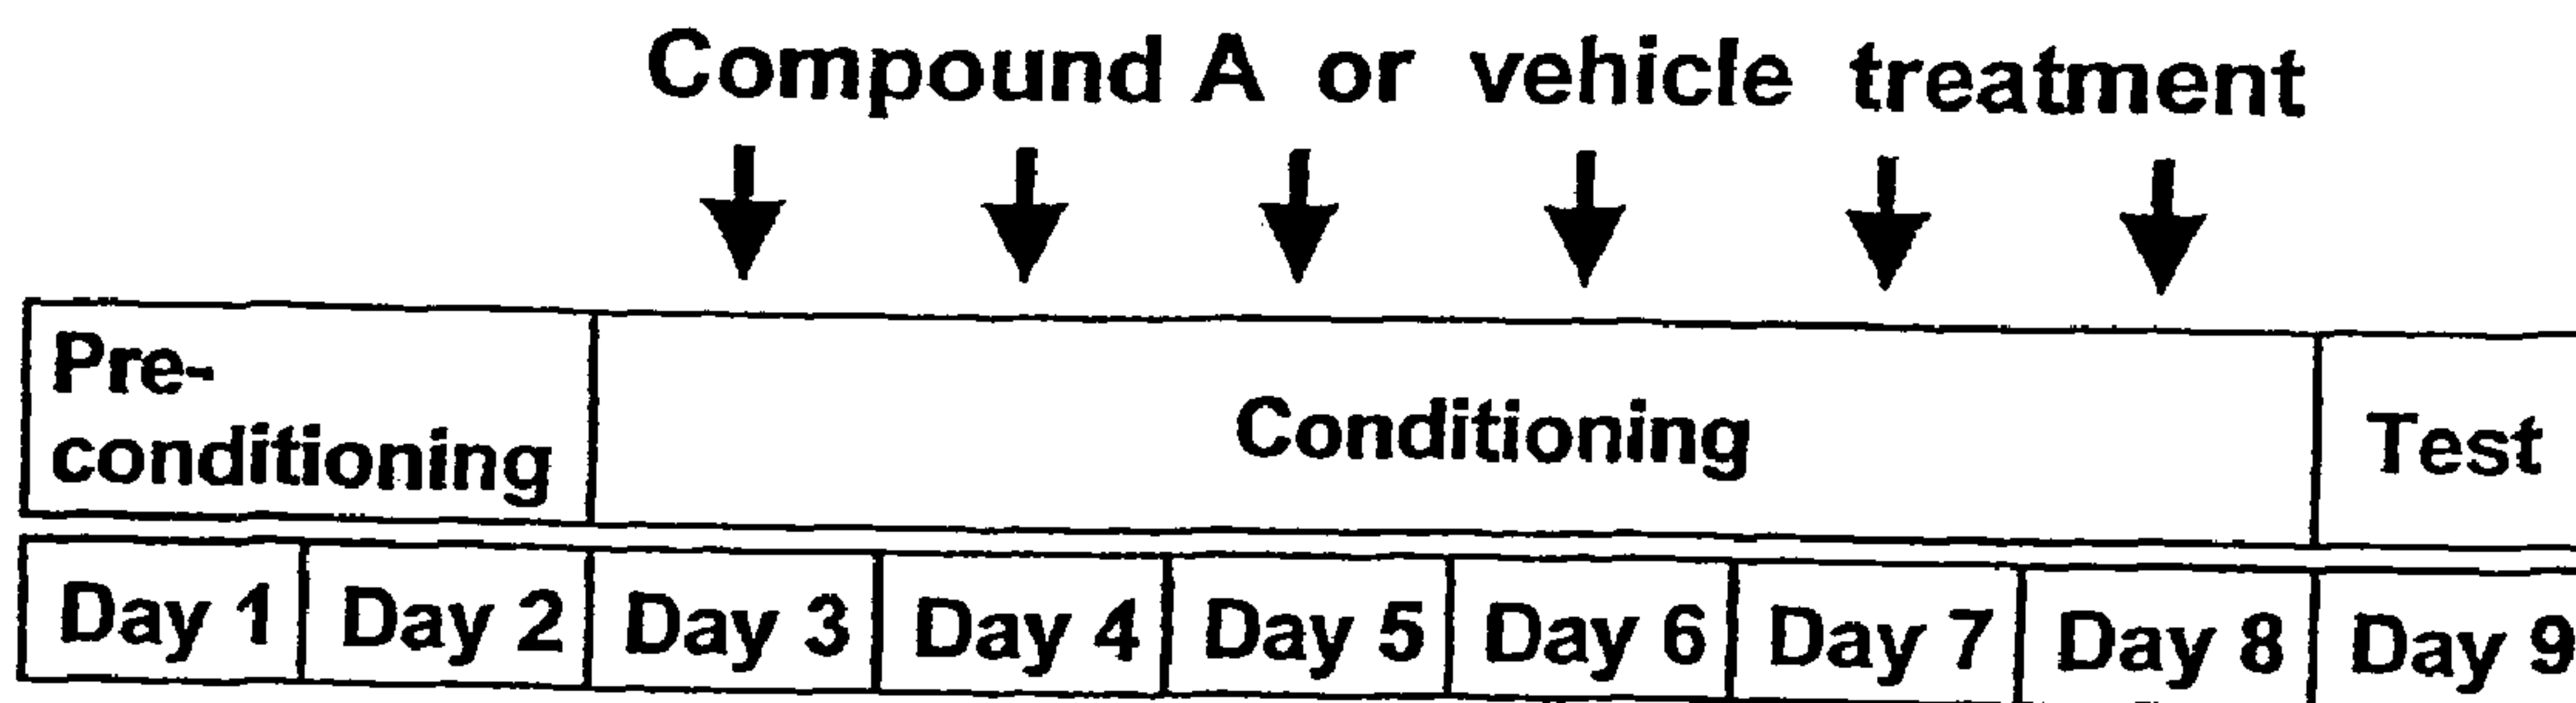 Compound A or vehicle treatment
Pre-
conditioning
Conditioning
Test
Day 1 Day 2 Day 3 Day 4 Day 5 Day 6 Day 7 Day 8 Day 9